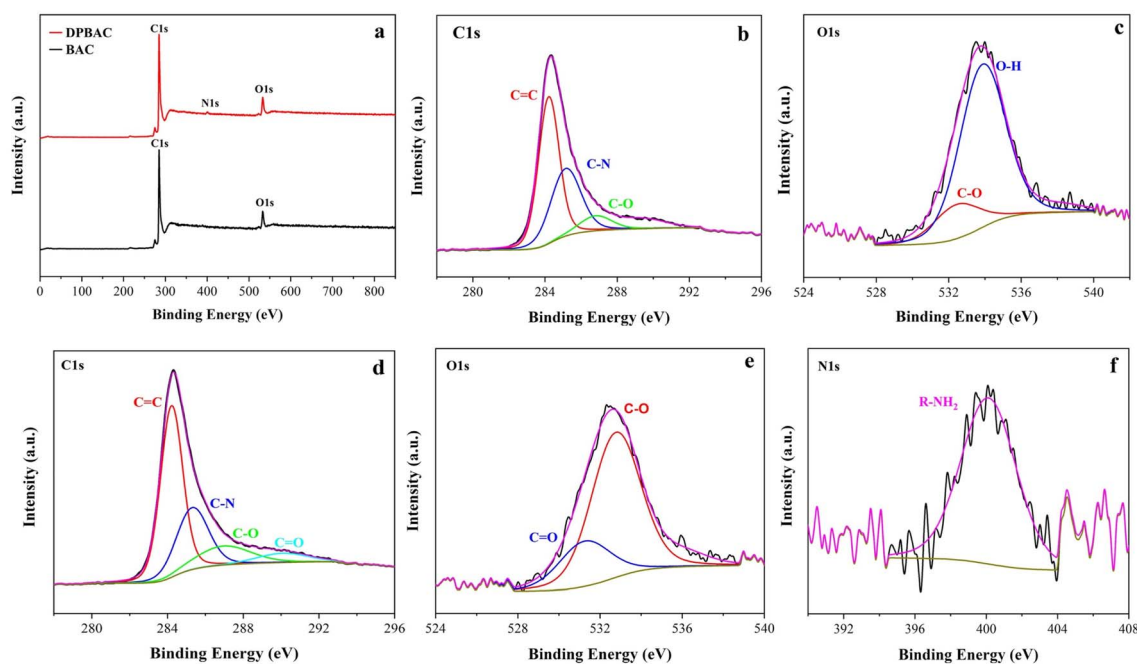 a
DPBAC
BAC
C1s
N1s
O1s
C1s
O1s
Intensity (a.u.)
0 100 200 300 400 500 600 700 800
Binding Energy (eV)
b
C1s
C=C
C-N
C-O
Intensity (a.u.)
280 284 288 292 296
Binding Energy (eV)
c
O1s
O-H
C-O
Intensity (a.u.)
524 528 532 536 540
Binding Energy (eV)
d
C1s
C=C
C-N
C-O
C=O
Intensity (a.u.)
280 284 288 292 296
Binding Energy (eV)
e
O1s
C-O
C=O
Intensity (a.u.)
524 528 532 536 540
Binding Energy (eV)
f
N1s
R-NH₂
Intensity (a.u.)
392 396 400 404 408
Binding Energy (eV)